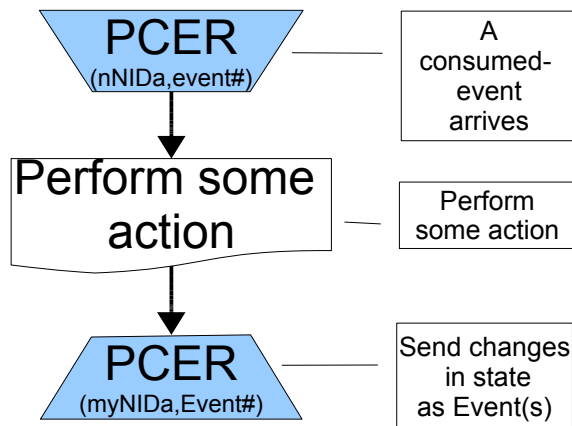 PCER
(nNIDa,event#)
A
consumed-
event
arrives
Perform some
action
Perform
some action
PCER
(myNIDa,Event#)
Send changes
in state
as Event(s)